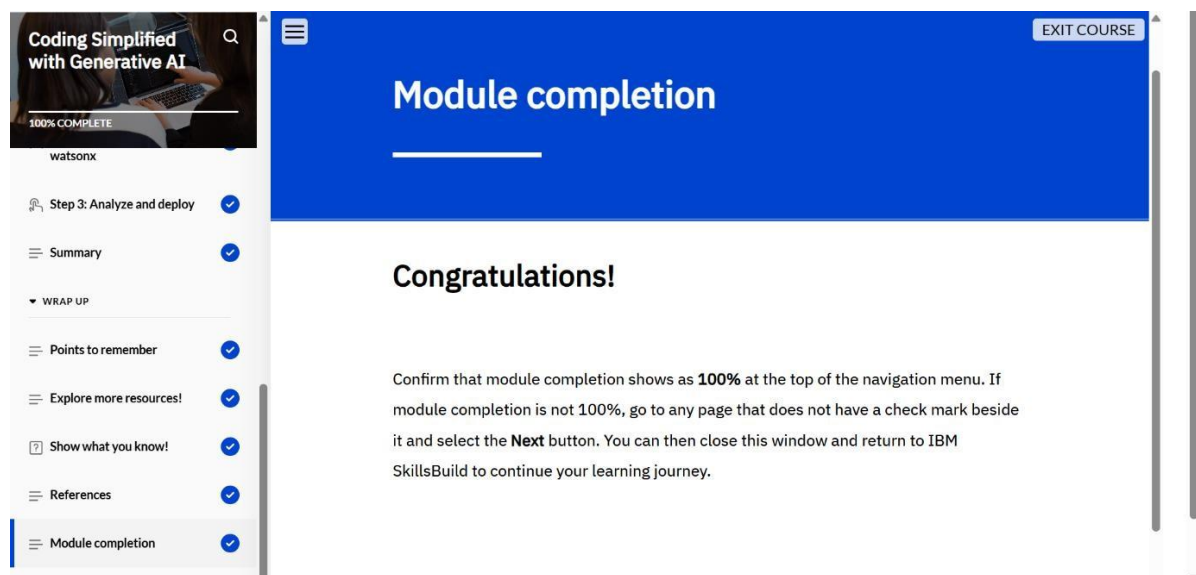 Coding Simplified
with Generative AI
100% COMPLETE
watsonx
Step 3: Analyze and deploy
Summary
WRAP UP
Points to remember
Explore more resources!
Show what you know!
References
Module completion
EXIT COURSE
Module completion
Congratulations!
Confirm that module completion shows as 100% at the top of the navigation menu. If
module completion is not 100%, go to any page that does not have a check mark beside
it and select the Next button. You can then close this window and return to IBM
SkillsBuild to continue your learning journey.